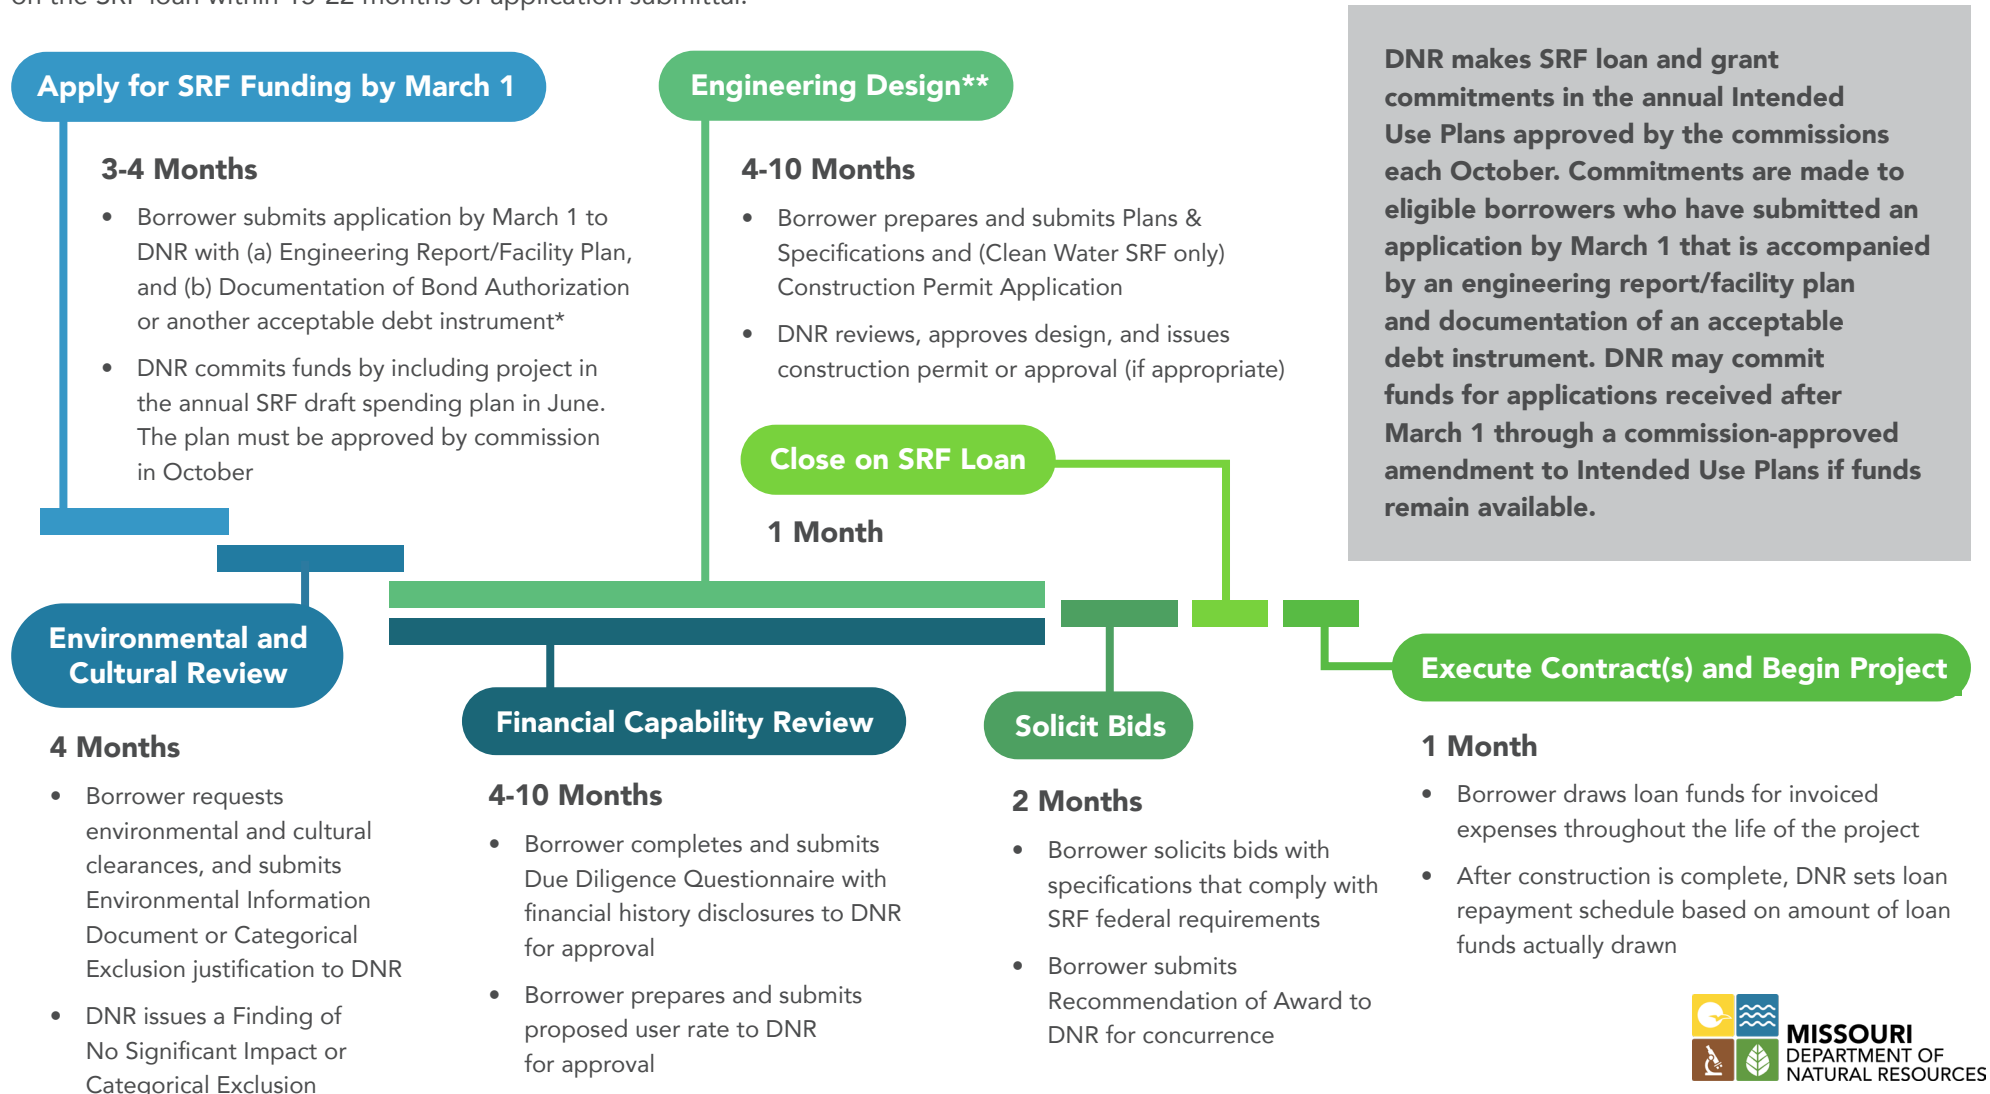 on the SRF loan within 15-22 months of application submittal.
Apply for SRF Funding by March 1
3-4 Months
• Borrower submits application by March 1 to
DNR with (a) Engineering Report/Facility Plan,
and (b) Documentation of Bond Authorization
or another acceptable debt instrument*
• DNR commits funds by including project in
the annual SRF draft spending plan in June.
The plan must be approved by commission
in October
Engineering Design**
4-10 Months
• Borrower prepares and submits Plans &
Specifications and (Clean Water SRF only)
Construction Permit Application
• DNR reviews, approves design, and issues
construction permit or approval (if appropriate)
Close on SRF Loan
1 Month
DNR makes SRF loan and grant
commitments in the annual Intended
Use Plans approved by the commissions
each October. Commitments are made to
eligible borrowers who have submitted an
application by March 1 that is accompanied
by an engineering report/facility plan
and documentation of an acceptable
debt instrument. DNR may commit
funds for applications received after
March 1 through a commission-approved
amendment to Intended Use Plans if funds
remain available.
Environmental and
Cultural Review
4 Months
• Borrower requests
environmental and cultural
clearances, and submits
Environmental Information
Document or Categorical
Exclusion justification to DNR
• DNR issues a Finding of
No Significant Impact or
Categorical Exclusion
Financial Capability Review
4-10 Months
• Borrower completes and submits
Due Diligence Questionnaire with
financial history disclosures to DNR
for approval
• Borrower prepares and submits
proposed user rate to DNR
for approval
Solicit Bids
2 Months
• Borrower solicits bids with
specifications that comply with
SRF federal requirements
• Borrower submits
Recommendation of Award to
DNR for concurrence
Execute Contract(s) and Begin Project
1 Month
• Borrower draws loan funds for invoiced
expenses throughout the life of the project
• After construction is complete, DNR sets loan
repayment schedule based on amount of loan
funds actually drawn
MISSOURI
DEPARTMENT OF
NATURAL RESOURCES